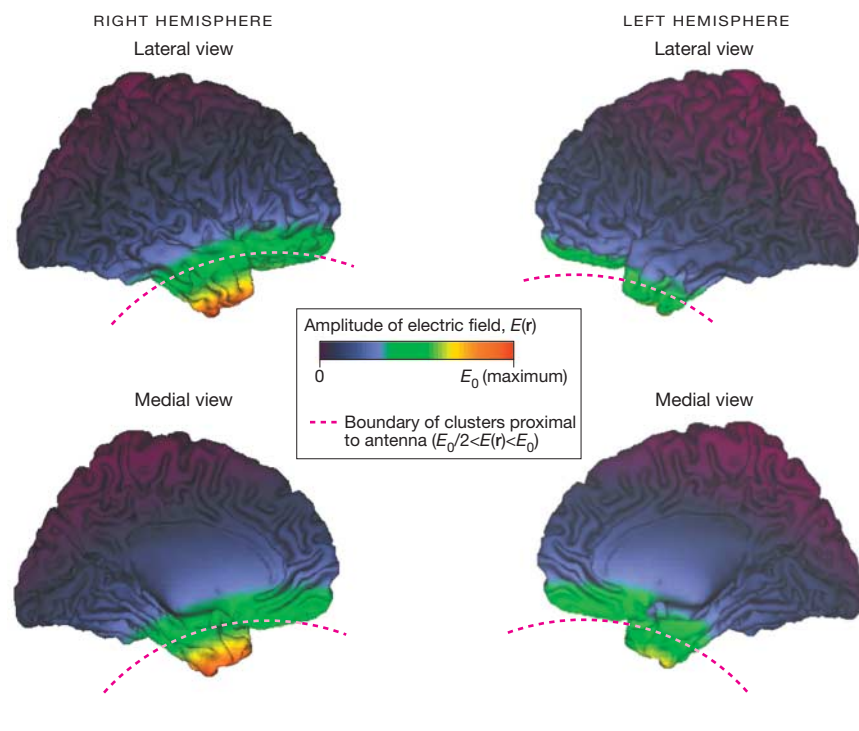 RIGHT HEMISPHERE
Lateral view
LEFT HEMISPHERE
Lateral view
Amplitude of electric field, E(r)
0
E0 (maximum)
Boundary of clusters proximal
to antenna (E0/2<E(r)<E0)
Medial view
Medial view